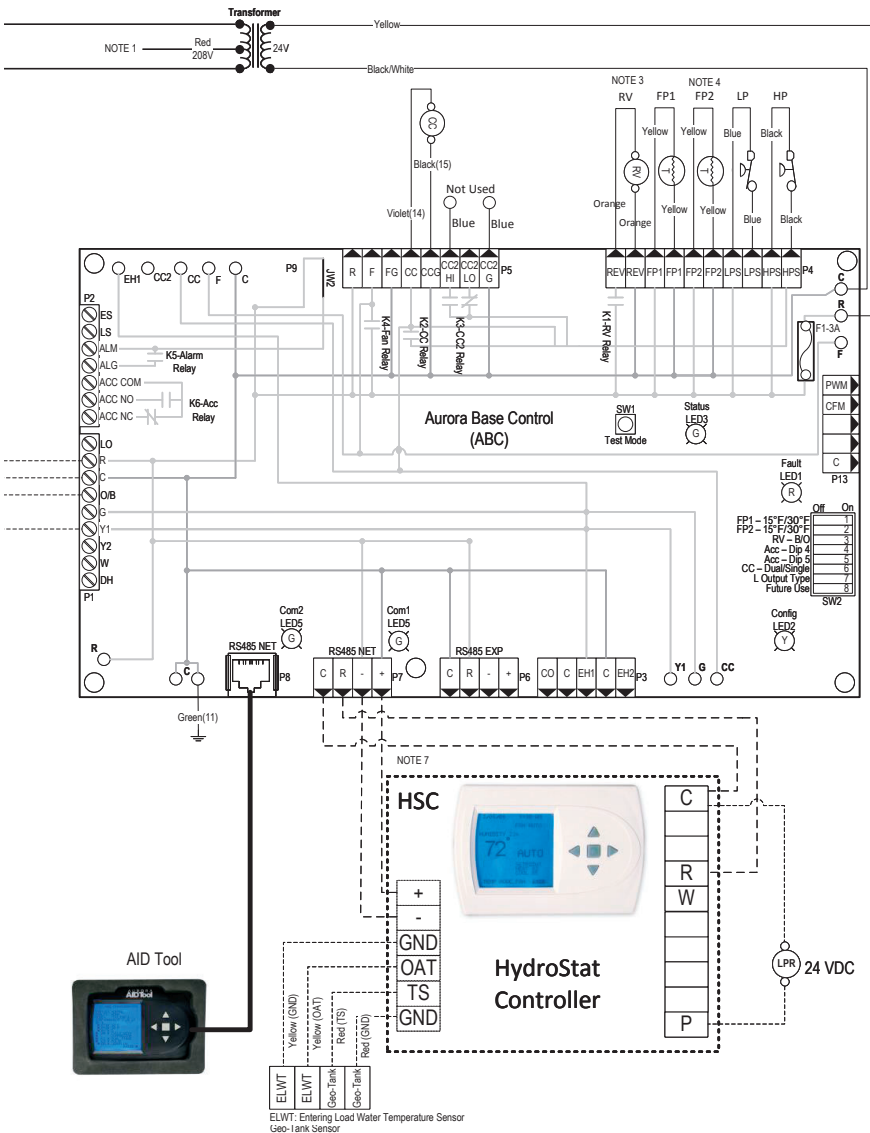 Transformer
Yellow
NOTE 1
Red
208V
24V
Black/White
NOTE 3
RV
FP1
NOTE 4
FP2
LP
HP
CC
Black(15)
Violet(14)
Not Used
Blue
Blue
Yellow
Yellow
Blue
Black
RV
T
T
Orange
Orange
Yellow
Yellow
Blue
Black
EH1
CC2
CC
F
C
P9
JW2
R
F
FG
CC
CCG
CC2 HI
CC2 LO
CC2 G
P5
REV
REV
FP1
FP1
FP2
FP2
LPS
LPS
HPS
HPS
P4
C
R
F1-3A
F
P2
ES
LS
ALM
ALG
ACC COM
ACC NO
ACC NC
K5-Alarm
Relay
K6-Acc
Relay
K4-Fan Relay
K2-CC Relay
K3-CC2 Relay
K1-RV Relay
Aurora Base Control
(ABC)
SW1
Test Mode
Status
LED3
G
PWM
CFM
C
P13
Fault
LED1
R
LO
R
C
O/B
G
Y1
Y2
W
DH
P1
Off On
FP1 – 15°F/30°F 1
FP2 – 15°F/30°F 2
RV – B/O 3
Acc – Dip 4 4
Acc – Dip 5 5
CC – Dual/Single 6
L Output Type 7
Future Use 8
SW2
Config
LED2
Y
R
C
Com2
LED5
G
Com1
LED5
G
RS485 NET
P8
RS485 NET
C
R
-
+
P7
RS485 EXP
C
R
-
+
P6
CO
C
EH1
C
EH2
P3
Y1
G
CC
Green(11)
NOTE 7
HSC
72°
AUTO
+
-
GND
OAT
TS
GND
HydroStat
Controller
C
R
W
P
LPR
24 VDC
AID Tool
AID Tool
Yellow (GND)
Yellow (OAT)
Red (TS)
Red (GND)
ELWT
ELWT
Geo-Tank
Geo-Tank
ELWT: Entering Load Water Temperature Sensor
Geo-Tank Sensor